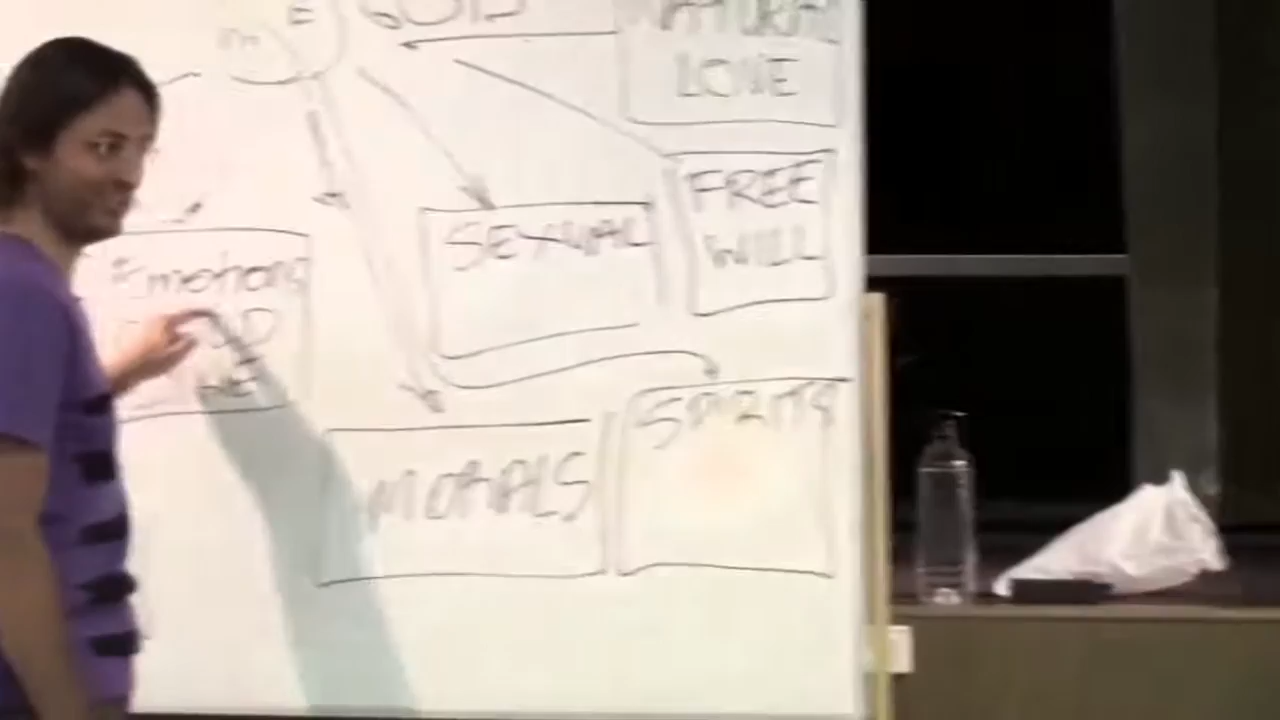 GOD'S
NATURAL
LOVE
FREE
WILL
SEXUAL
Emotions
SPIRITS
MORALS